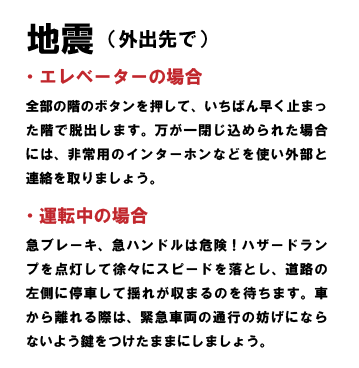 地震（外出先で）
・エレベーターの場合
全部の階のボタンを押して、いちばん早く止まっ
た階で脱出します。万が一閉じ込められた場合
には、非常用のインターホンなどを使い外部と
連絡を取りましょう。
・運転中の場合
急ブレーキ、急ハンドルは危険！ハザードラン
プを点灯して徐々にスピードを落とし、道路の
左側に停車して揺れが収まるのを待ちます。車
から離れる際は、緊急車両の通行の妨げになら
ないよう鍵をつけたままにしましょう。